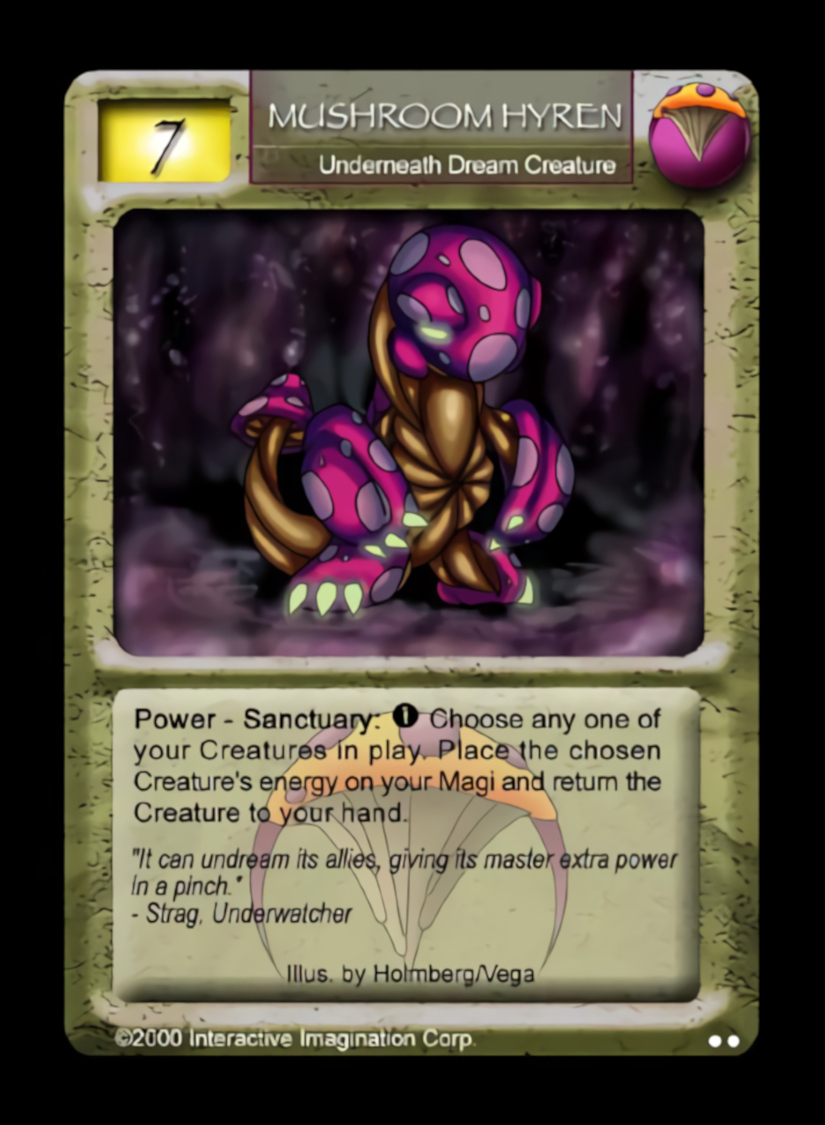 7
MUSHROOM HYREN
Underneath Dream Creature
Power - Sanctuary: 1 Choose any one of
your Creatures in play. Place the chosen
Creature's energy on your Magi and return the
Creature to your hand.
"It can undream its allies, giving its master extra power
in a pinch."
- Strag, Underwatcher
Illus. by Holmberg/Vega
©2000 Interactive Imagination Corp.